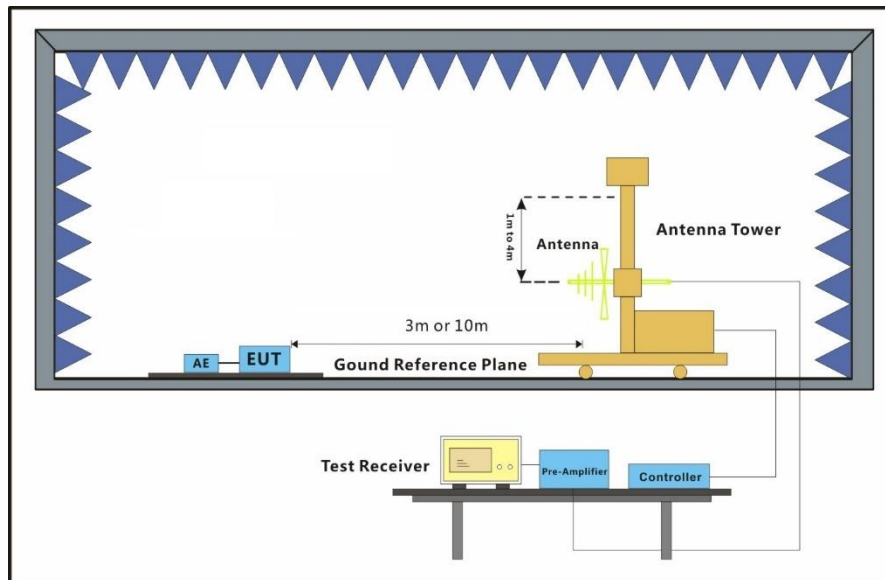 1m to 4m
Antenna
Antenna Tower
3m or 10m
AE
EUT
Gound Reference Plane
Test Receiver
Pre-Amplifier
Controller